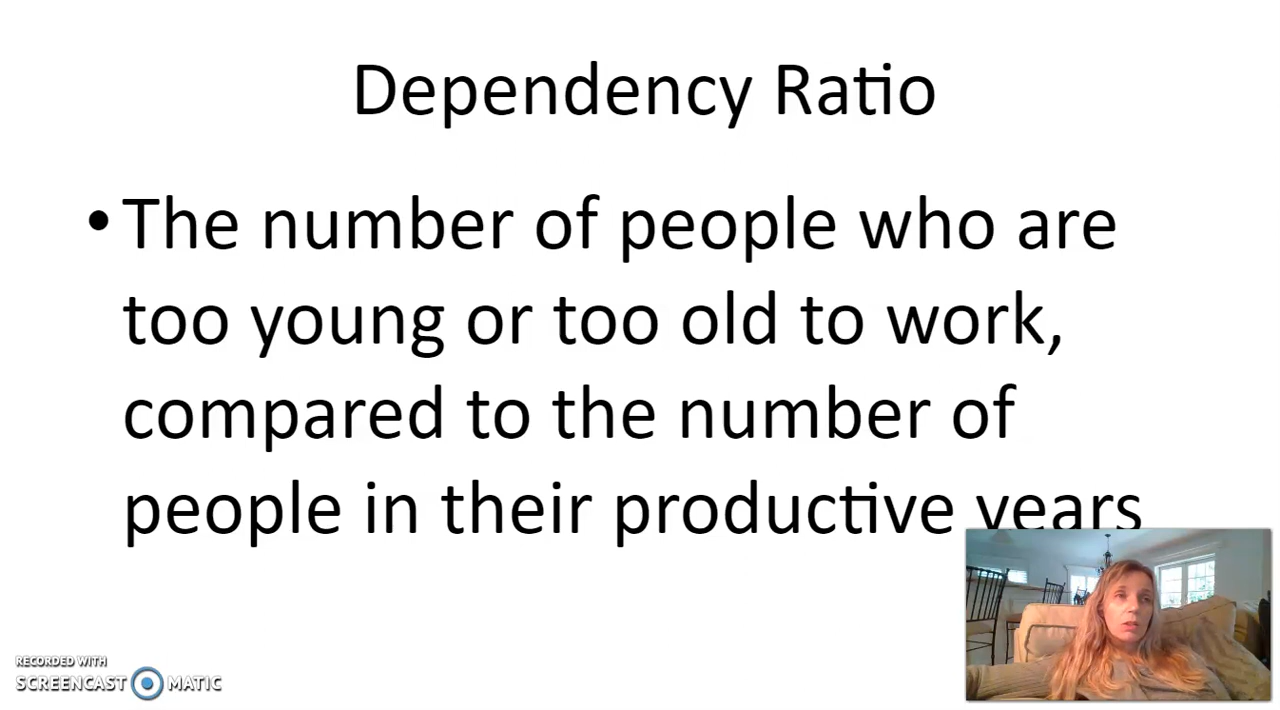 Dependency Ratio
• The number of people who are
too young or too old to work,
compared to the number of
people in their productive years
RECORDED WITH
SCREENCAST MATIC